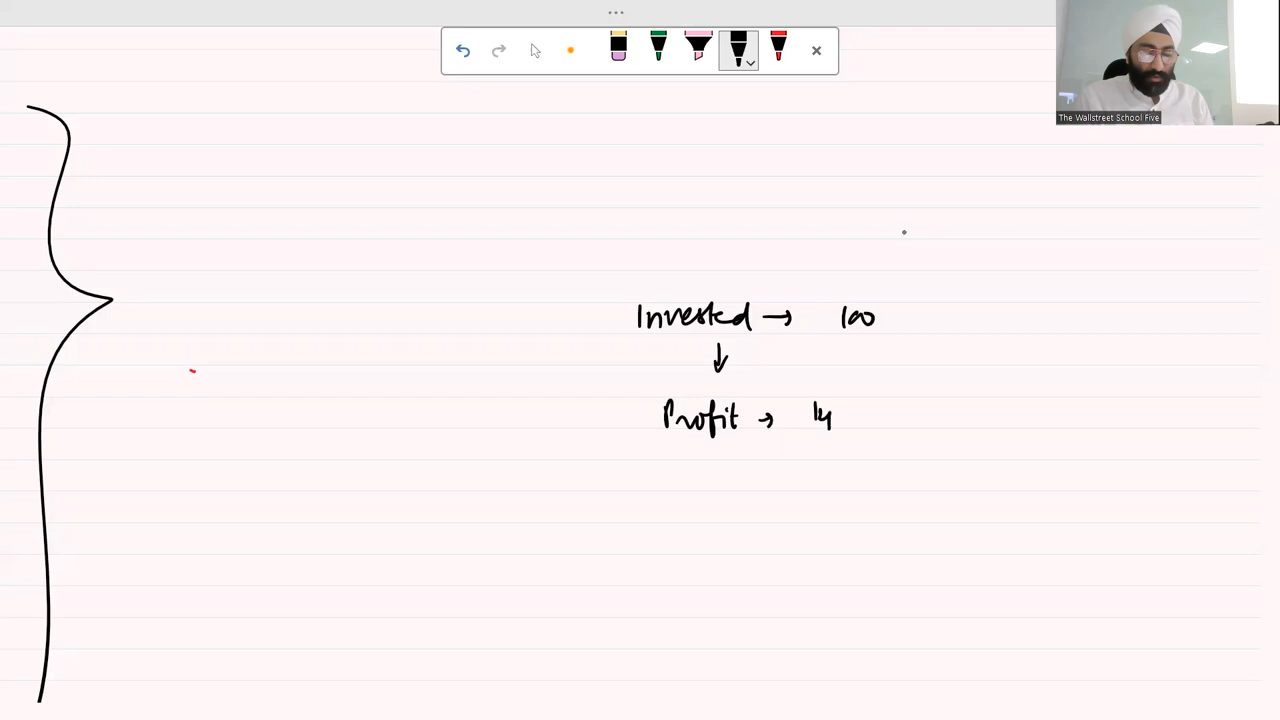 The Wallstreet School Five
Invested → 100
↓
Profit → 14